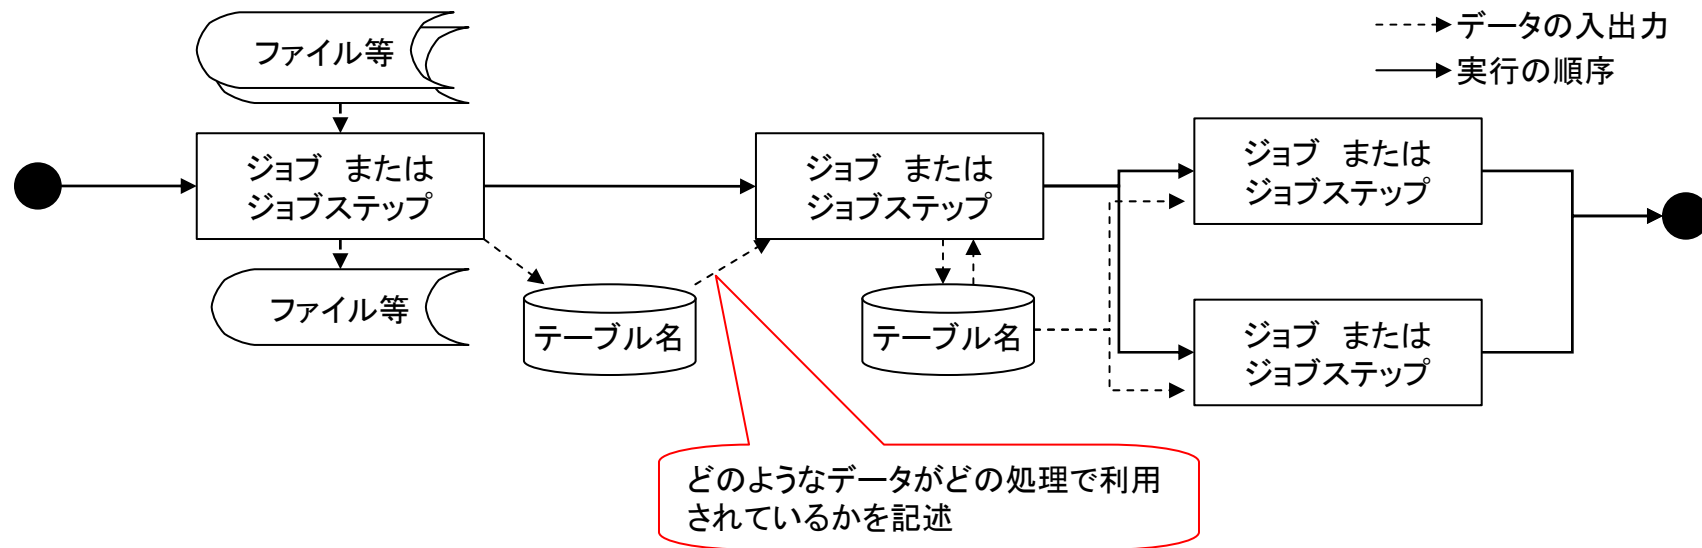 ファイル等
データの入出力
実行の順序
ジョブ または
ジョブステップ
ジョブ または
ジョブステップ
ジョブ または
ジョブステップ
ファイル等
テーブル名
テーブル名
ジョブ または
ジョブステップ
どのようなデータがどの処理で利用
されているかを記述